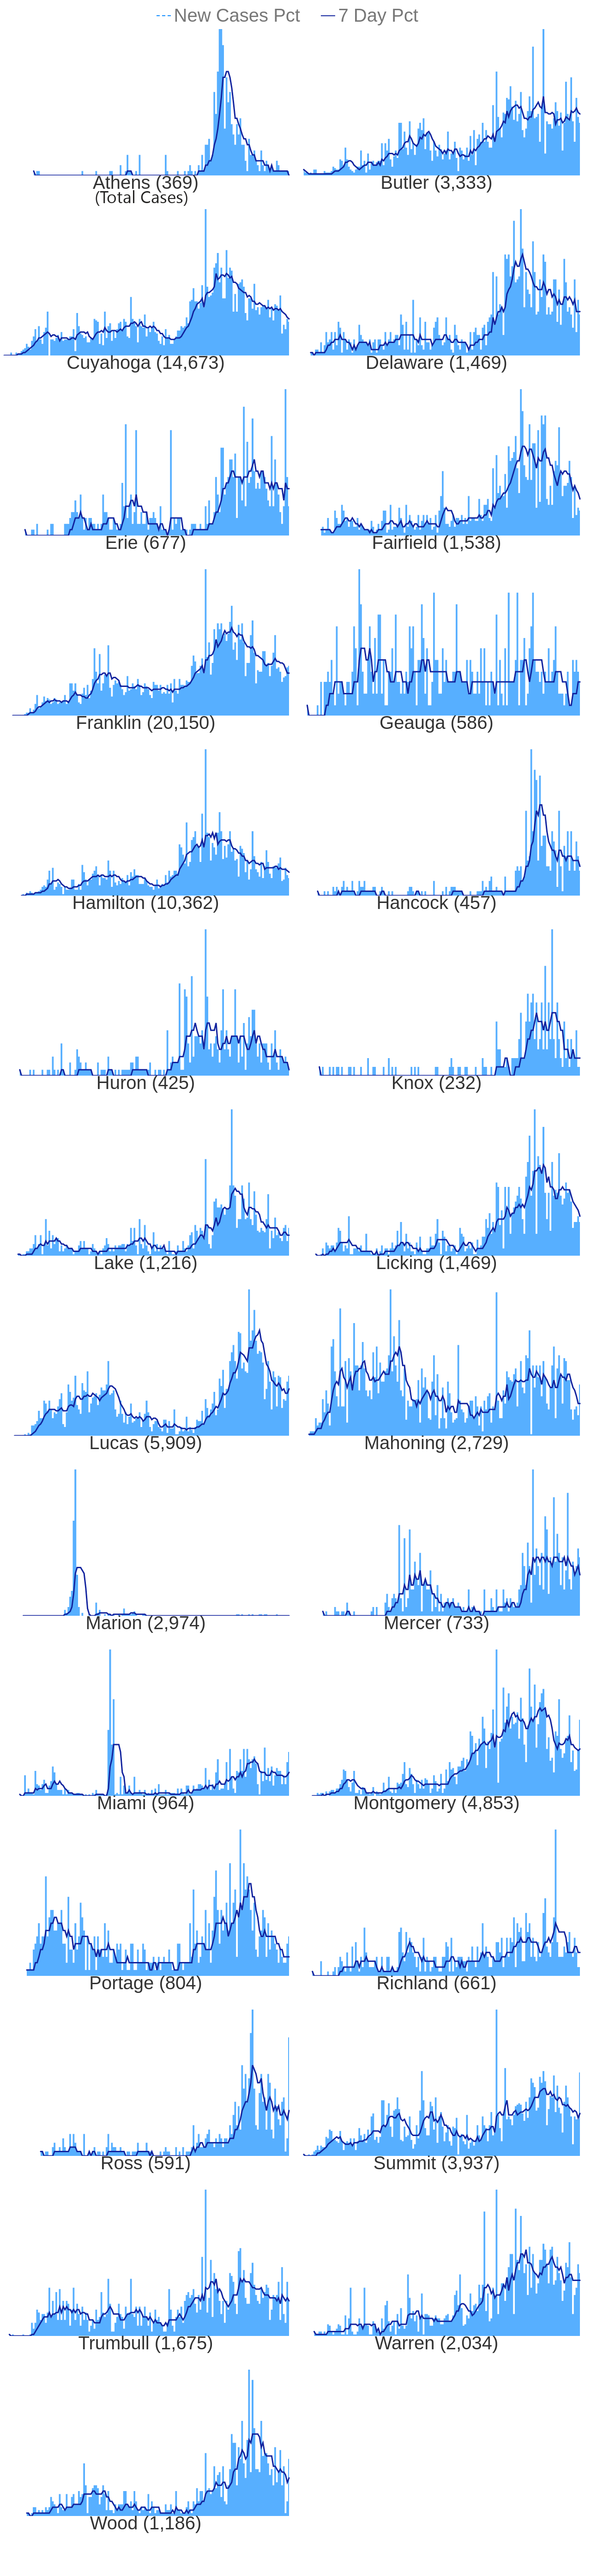 New Cases Pct 7 Day Pct
Athens (369) Butler (3,333)
(Total Cases)
Cuyahoga (14,673) Delaware (1,469)
Erie (677) Fairfield (1,538)
Franklin (20,150) Geauga (586)
Hamilton (10,362) Hancock (457)
Huron (425) Knox (232)
Lake (1,216) Licking (1,469)
Lucas (5,909) Mahoning (2,729)
Marion (2,974) Mercer (733)
Miami (964) Montgomery (4,853)
Portage (804) Richland (661)
Ross (591) Summit (3,937)
Trumbull (1,675) Warren (2,034)
Wood (1,186)